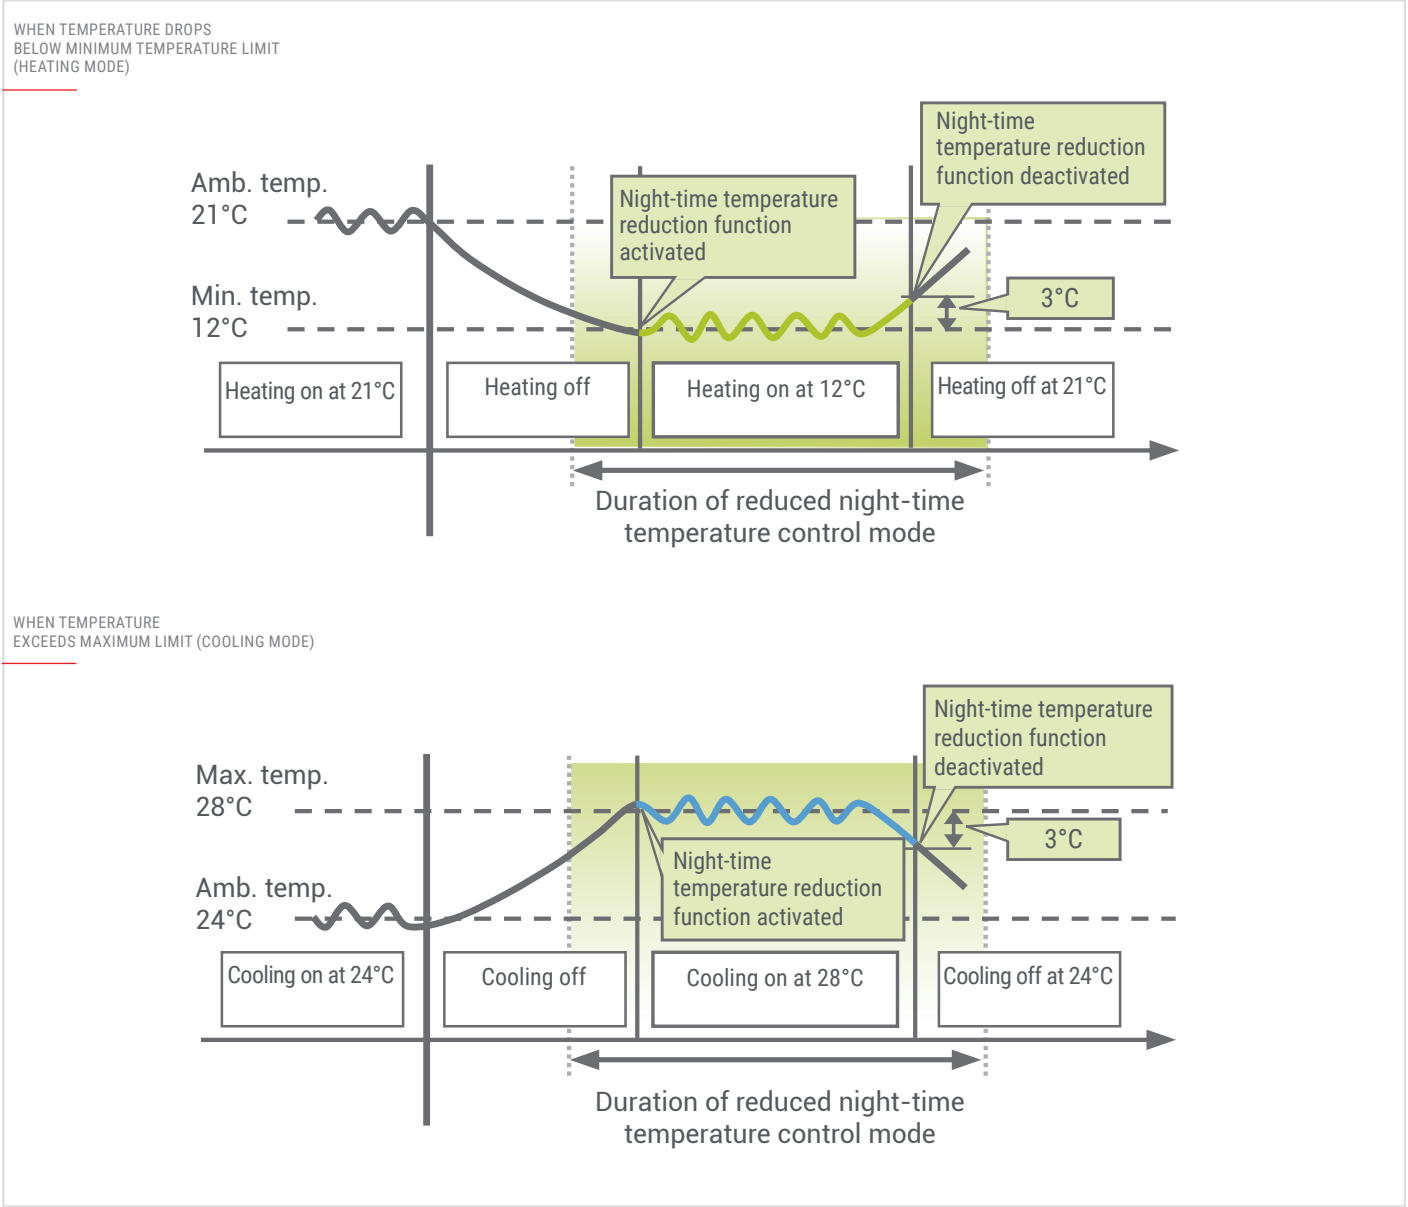 WHEN TEMPERATURE DROPS
BELOW MINIMUM TEMPERATURE LIMIT
(HEATING MODE)
Night-time
temperature reduction
function deactivated
Amb. temp.
21°C
Night-time temperature
reduction function
activated
Min. temp.
12°C
3°C
Heating on at 21°C
Heating off
Heating on at 12°C
Heating off at 21°C
Duration of reduced night-time
temperature control mode
WHEN TEMPERATURE
EXCEEDS MAXIMUM LIMIT (COOLING MODE)
Night-time temperature
reduction function
deactivated
Max. temp.
28°C
3°C
Night-time
temperature reduction
function activated
Amb. temp.
24°C
Cooling on at 24°C
Cooling off
Cooling on at 28°C
Cooling off at 24°C
Duration of reduced night-time
temperature control mode